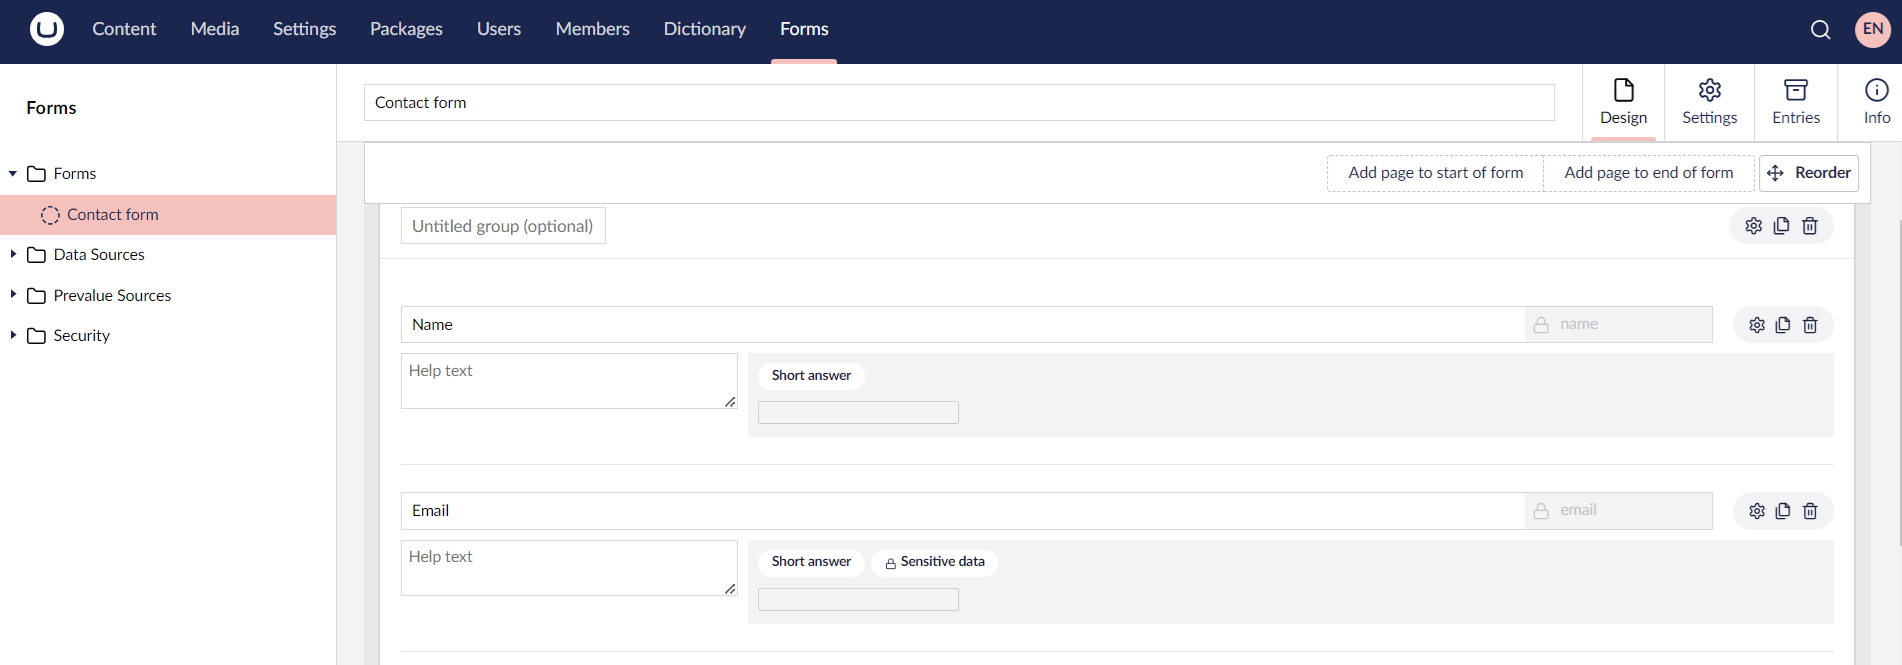 Content Media Settings Packages Users Members Dictionary Forms EN
Forms
Contact form
Design Settings Entries Info
Add page to start of form Add page to end of form Reorder
Forms
Contact form
Data Sources
Prevalue Sources
Security
Untitled group (optional)
Name name
Help text
Short answer
Email email
Help text
Short answer Sensitive data